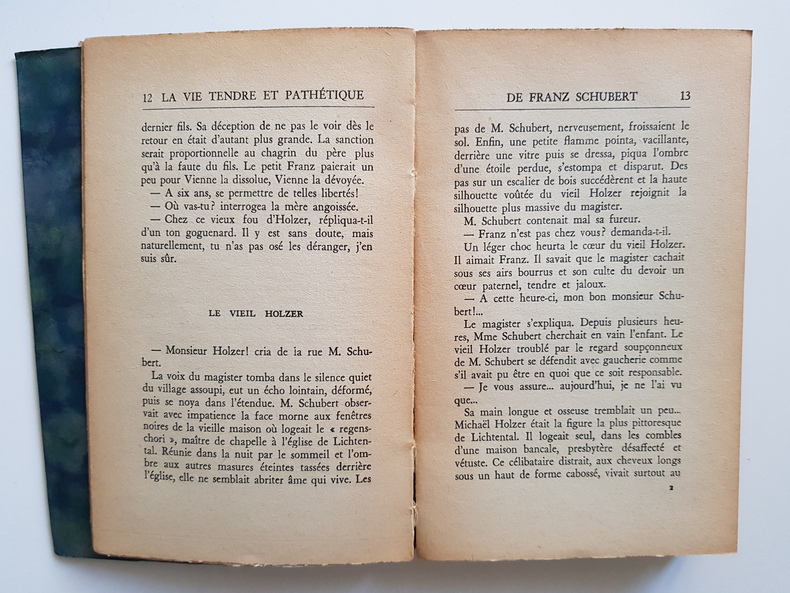 12 LA VIE TENDRE ET PATHÉTIQUE
dernier fils. Sa déception de ne pas le voir dès le
retour en était d'autant plus grande. La sanction
serait proportionnelle au chagrin du père plus
qu'à la faute du fils. Le petit Franz paierait un
peu pour Vienne la dissolue, Vienne la dévoyée.
— A six ans, se permettre de telles libertés!
— Où vas-tu? interrogea la mère angoissée.
— Chez ce vieux fou d'Holzer, répliqua-t-il
d'un ton goguenard. Il y est sans doute, mais
naturellement, tu n'as pas osé les déranger, j'en
suis sûr.
LE VIEIL HOLZER
— Monsieur Holzer! cria de la rue M. Schu-
bert.
La voix du magister tomba dans le silence quiet
du village assoupi, eut un écho lointain, déformé,
puis se noya dans l'étendue. M. Schubert obser-
vait avec impatience la face morne aux fenêtres
noires de la vieille maison où logeait le « regens-
chori », maître de chapelle à l'église de Lichten-
tal. Réunie dans la nuit par le sommeil et l'om-
bre aux autres masures éteintes tassées derrière
l'église, elle ne semblait abriter âme qui vive. Les
DE FRANZ SCHUBERT 13
pas de M. Schubert, nerveusement, froissaient le
sol. Enfin, une petite flamme pointa, vacillante,
derrière une vitre puis se dressa, piqua l'ombre
d'une étoile perdue, s'estompa et disparut. Des
pas sur un escalier de bois succédèrent et la haute
silhouette voûtée du vieil Holzer rejoignit la
silhouette plus massive du magister.
M. Schubert contenait mal sa fureur.
— Franz n'est pas chez vous? demanda-t-il.
Un léger choc heurta le cœur du vieil Holzer.
Il aimait Franz. Il savait que le magister cachait
sous ses airs bourrus et son culte du devoir un
cœur paternel, tendre et jaloux.
— A cette heure-ci, mon bon monsieur Schu-
bert!...
Le magister s'expliqua. Depuis plusieurs heu-
res, Mme Schubert cherchait en vain l'enfant. Le
vieil Holzer troublé par le regard soupçonneux
de M. Schubert se défendit avec gaucherie comme
s'il avait pu être en quoi que ce soit responsable.
— Je vous assure... aujourd'hui, je ne l'ai vu
que...
Sa main longue et osseuse tremblait un peu...
Michaël Holzer était la figure la plus pittoresque
de Lichtental. Il logeait seul, dans les combles
d'une maison bancale, presbytère désaffecté et
vétuste. Ce célibataire distrait, aux cheveux longs
sous un haut de forme cabossé, vivait surtout au
2